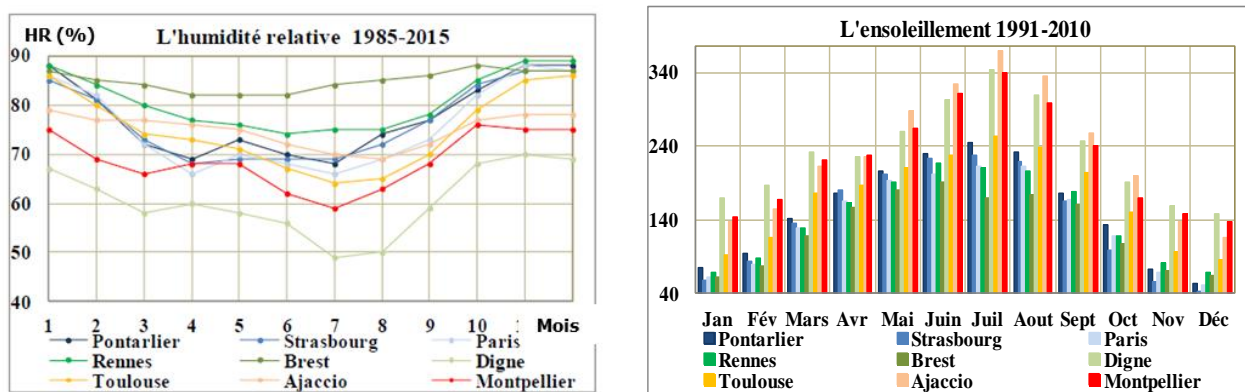 HR (%)
L'humidité relative 1985-2015
90
80
70
60
50
40
1 2 3 4 5 6 7 8 9 10 Mois
Pontarlier Strasbourg Paris
Rennes Brest Digne
Toulouse Ajaccio Montpellier
L'ensoleillement 1991-2010
340
240
140
40
Jan Fév Mars Avr Mai Juin Juil Aout Sept Oct Nov Déc
Pontarlier Strasbourg Paris
Rennes Brest Digne
Toulouse Ajaccio Montpellier